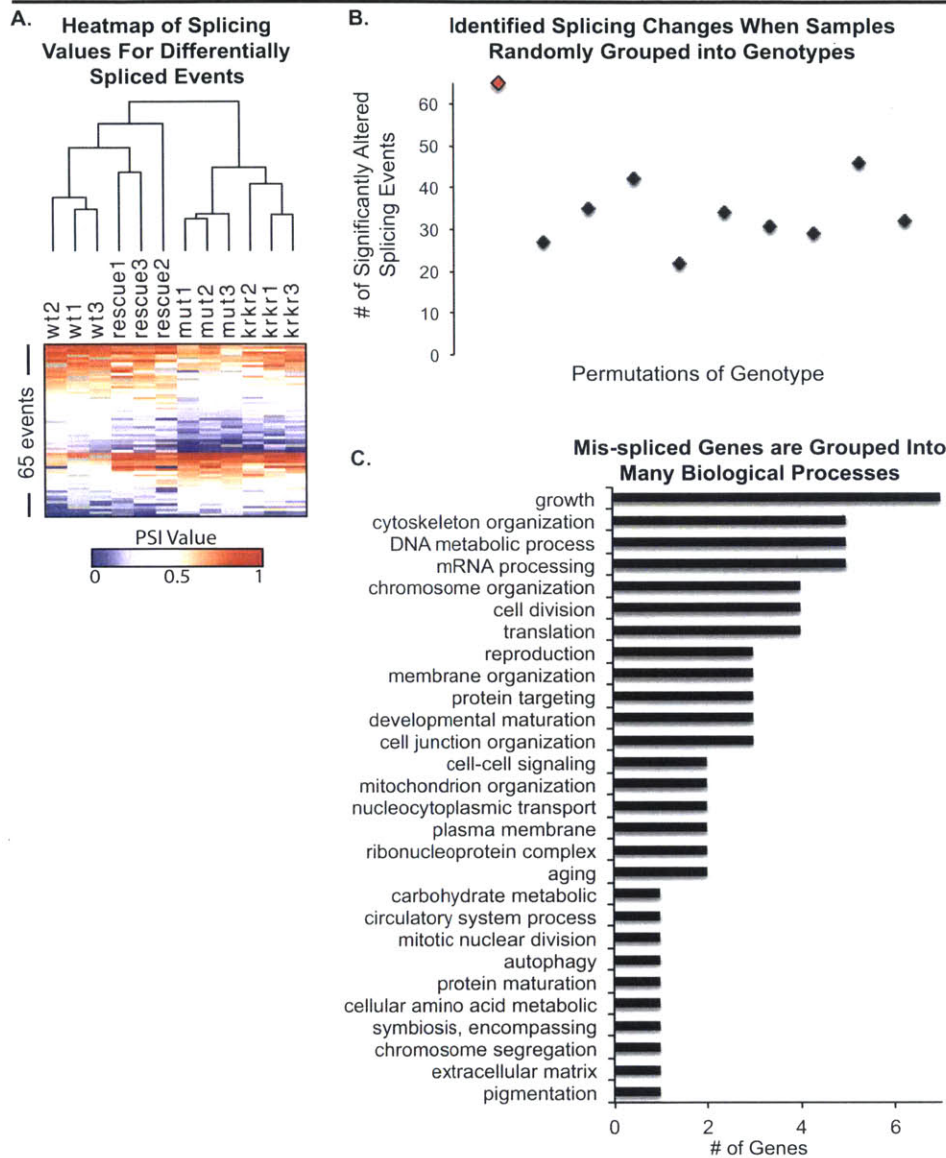 A.
Heatmap of Splicing
Values For Differentially
Spliced Events
wt2
wt1
wt3
rescue1
rescue3
rescue2
mut1
mut2
mut3
krkr2
krkr1
krkr3
65 events
PSI Value
0 0.5 1
B.
Identified Splicing Changes When Samples
Randomly Grouped into Genotypes
# of Significantly Altered
Splicing Events
60
50
40
30
20
10
0
Permutations of Genotype
C.
Mis-spliced Genes are Grouped Into
Many Biological Processes
growth
cytoskeleton organization
DNA metabolic process
mRNA processing
chromosome organization
cell division
translation
reproduction
membrane organization
protein targeting
developmental maturation
cell junction organization
cell-cell signaling
mitochondrion organization
nucleocytoplasmic transport
plasma membrane
ribonucleoprotein complex
aging
carbohydrate metabolic
circulatory system process
mitotic nuclear division
autophagy
protein maturation
cellular amino acid metabolic
symbiosis, encompassing
chromosome segregation
extracellular matrix
pigmentation
0 2 4 6
# of Genes